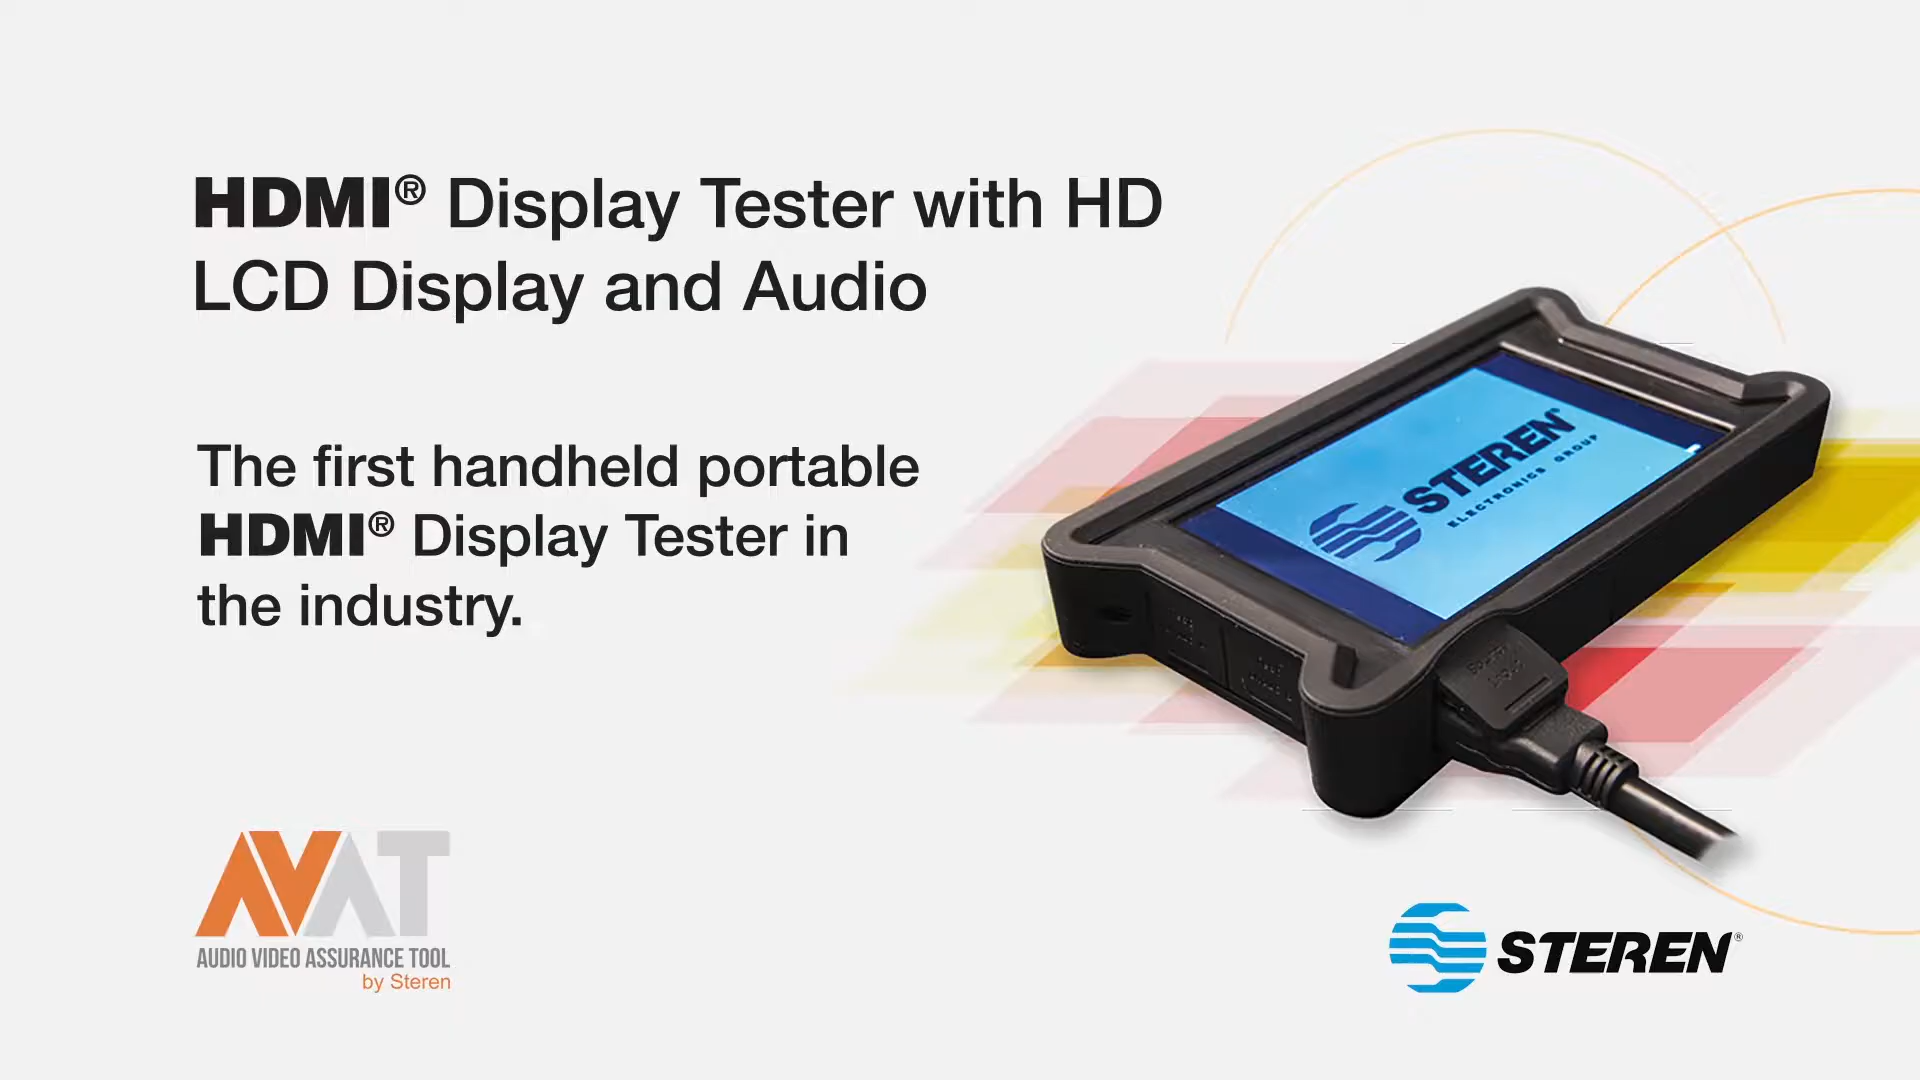 HDMI® Display Tester with HD
LCD Display and Audio
The first handheld portable
HDMI® Display Tester in
the industry.
STEREN®
ELECTRONICS GROUP
AVAT
AUDIO VIDEO ASSURANCE TOOL
by Steren
STEREN®